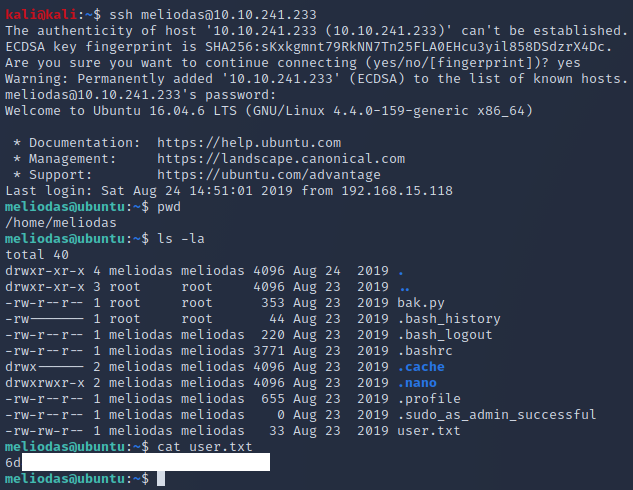 kali@kali:~$ ssh meliodas@10.10.241.233
The authenticity of host '10.10.241.233 (10.10.241.233)' can't be established.
ECDSA key fingerprint is SHA256:sKxkgmnt79RkNN7Tn25FLA0EHcu3yil858DSdzrX4Dc.
Are you sure you want to continue connecting (yes/no/[fingerprint])? yes
Warning: Permanently added '10.10.241.233' (ECDSA) to the list of known hosts.
meliodas@10.10.241.233's password:
Welcome to Ubuntu 16.04.6 LTS (GNU/Linux 4.4.0-159-generic x86_64)
* Documentation:  https://help.ubuntu.com
* Management:     https://landscape.canonical.com
* Support:        https://ubuntu.com/advantage
Last login: Sat Aug 24 14:51:01 2019 from 192.168.15.118
meliodas@ubuntu:~$ pwd
/home/meliodas
meliodas@ubuntu:~$ ls -la
total 40
drwxr-xr-x 4 meliodas meliodas 4096 Aug 24  2019 .
drwxr-xr-x 3 root     root     4096 Aug 23  2019 ..
-rw-r--r-- 1 root     root      353 Aug 23  2019 bak.py
-rw------- 1 root     root       44 Aug 23  2019 .bash_history
-rw-r--r-- 1 meliodas meliodas  220 Aug 23  2019 .bash_logout
-rw-r--r-- 1 meliodas meliodas 3771 Aug 23  2019 .bashrc
drwx------ 2 meliodas meliodas 4096 Aug 23  2019 .cache
drwxrwxr-x 2 meliodas meliodas 4096 Aug 23  2019 .nano
-rw-r--r-- 1 meliodas meliodas  655 Aug 23  2019 .profile
-rw-r--r-- 1 meliodas meliodas    0 Aug 23  2019 .sudo_as_admin_successful
-rw-rw-r-- 1 meliodas meliodas   33 Aug 23  2019 user.txt
meliodas@ubuntu:~$ cat user.txt
6d
meliodas@ubuntu:~$